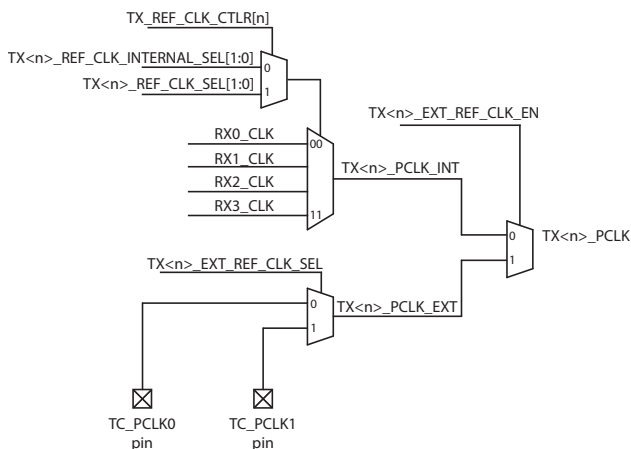 TX_REF_CLK_CTLR[n]
TX<n>_REF_CLK_INTERNAL_SEL[1:0]
0
TX<n>_REF_CLK_SEL[1:0]
1
TX<n>_EXT_REF_CLK_EN
RX0_CLK
00
RX1_CLK
TX<n>_PCLK_INT
RX2_CLK
RX3_CLK
11
0
TX<n>_PCLK
1
TX<n>_EXT_REF_CLK_SEL
0
TX<n>_PCLK_EXT
1
TC_PCLK0
pin
TC_PCLK1
pin